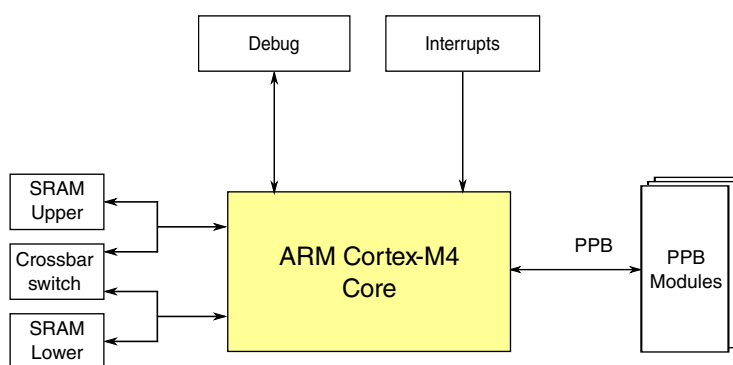 Debug
Interrupts
SRAM
Upper
Crossbar
switch
SRAM
Lower
ARM Cortex-M4
Core
PPB
PPB
Modules